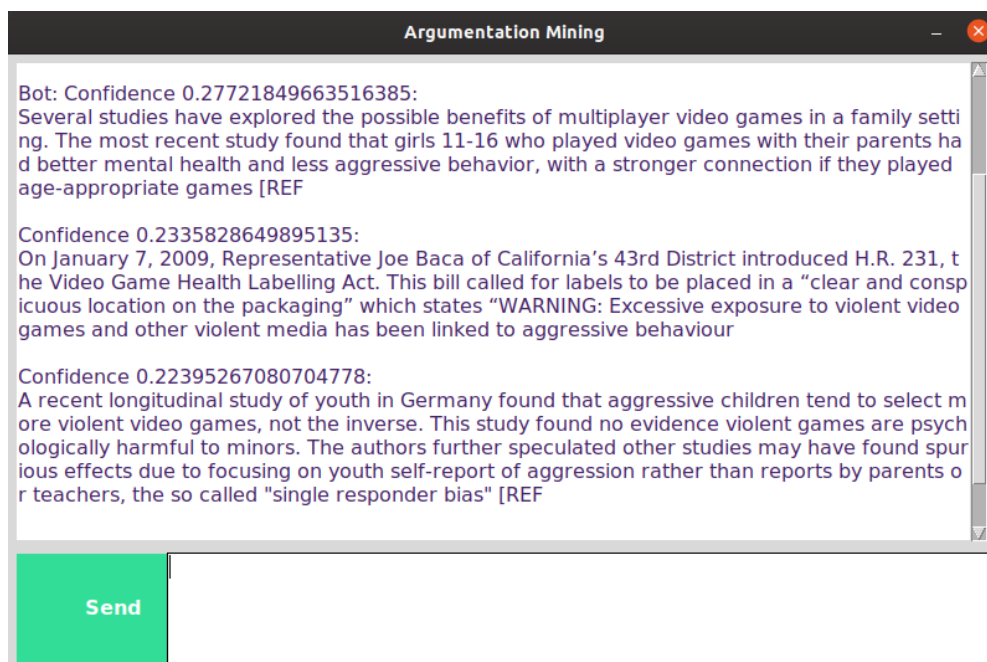 Argumentation Mining
Bot: Confidence 0.27721849663516385:
Several studies have explored the possible benefits of multiplayer video games in a family setti
ng. The most recent study found that girls 11-16 who played video games with their parents ha
d better mental health and less aggressive behavior, with a stronger connection if they played
age-appropriate games [REF
Confidence 0.2335828649895135:
On January 7, 2009, Representative Joe Baca of California’s 43rd District introduced H.R. 231, t
he Video Game Health Labelling Act. This bill called for labels to be placed in a “clear and consp
icuous location on the packaging” which states “WARNING: Excessive exposure to violent video
games and other violent media has been linked to aggressive behaviour
Confidence 0.22395267080704778:
A recent longitudinal study of youth in Germany found that aggressive children tend to select m
ore violent video games, not the inverse. This study found no evidence violent games are psych
ologically harmful to minors. The authors further speculated other studies may have found spur
ious effects due to focusing on youth self-report of aggression rather than reports by parents o
r teachers, the so called "single responder bias" [REF
Send